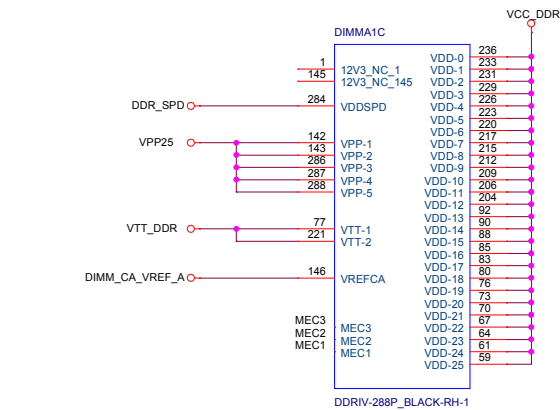 VCC_DDR
DIMMA1C
1 12V3_NC_1
145 12V3_NC_145
DDR_SPD 284 VDDSPD
VPP25 142 VPP-1
143 VPP-2
286 VPP-3
287 VPP-4
288 VPP-5
VTT_DDR 77 VTT-1
221 VTT-2
DIMM_CA_VREF_A 146 VREFCA
MEC3 MEC3
MEC2 MEC2
MEC1 MEC1
VDD-0 236
VDD-1 233
VDD-2 231
VDD-3 229
VDD-4 226
VDD-5 223
VDD-6 220
VDD-7 217
VDD-8 215
VDD-9 212
VDD-10 209
VDD-11 206
VDD-12 204
VDD-13 92
VDD-14 90
VDD-15 88
VDD-16 85
VDD-17 83
VDD-18 80
VDD-19 76
VDD-20 73
VDD-21 70
VDD-22 67
VDD-23 64
VDD-24 61
VDD-25 59
DDRIV-288P_BLACK-RH-1